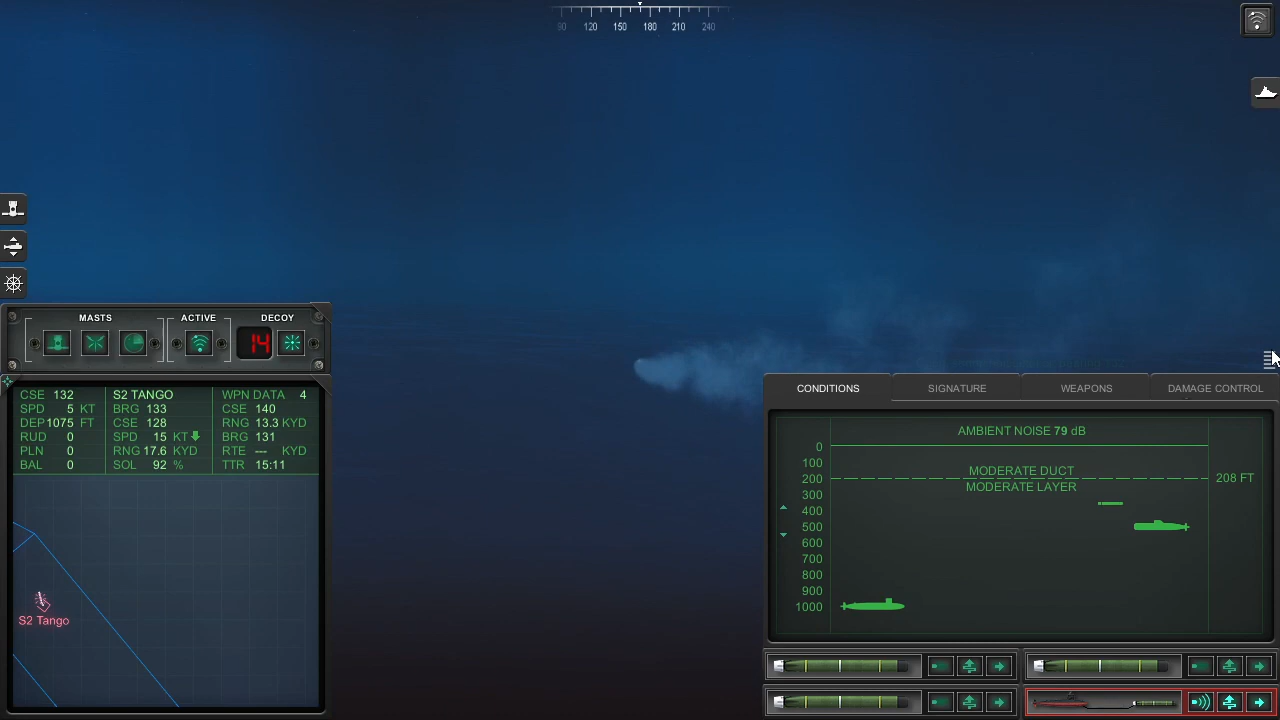 90 120 150 180 210 240
MASTS ACTIVE DECOY
14
CSE 132 S2 TANGO WPN DATA 4
SPD 5 KT BRG 133 CSE 140
DEP 1075 FT CSE 128 RNG 13.3 KYD
RUD 0 SPD 15 KT BRG 131
PLN 0 RNG 17.6 KYD RTE --- KYD
BAL 0 SOL 92 % TTR 15:11
S2 Tango
CONDITIONS SIGNATURE WEAPONS DAMAGE CONTROL
AMBIENT NOISE 79 dB
0
100
MODERATE DUCT
200 208 FT
MODERATE LAYER
300
400
500
600
700
800
900
1000